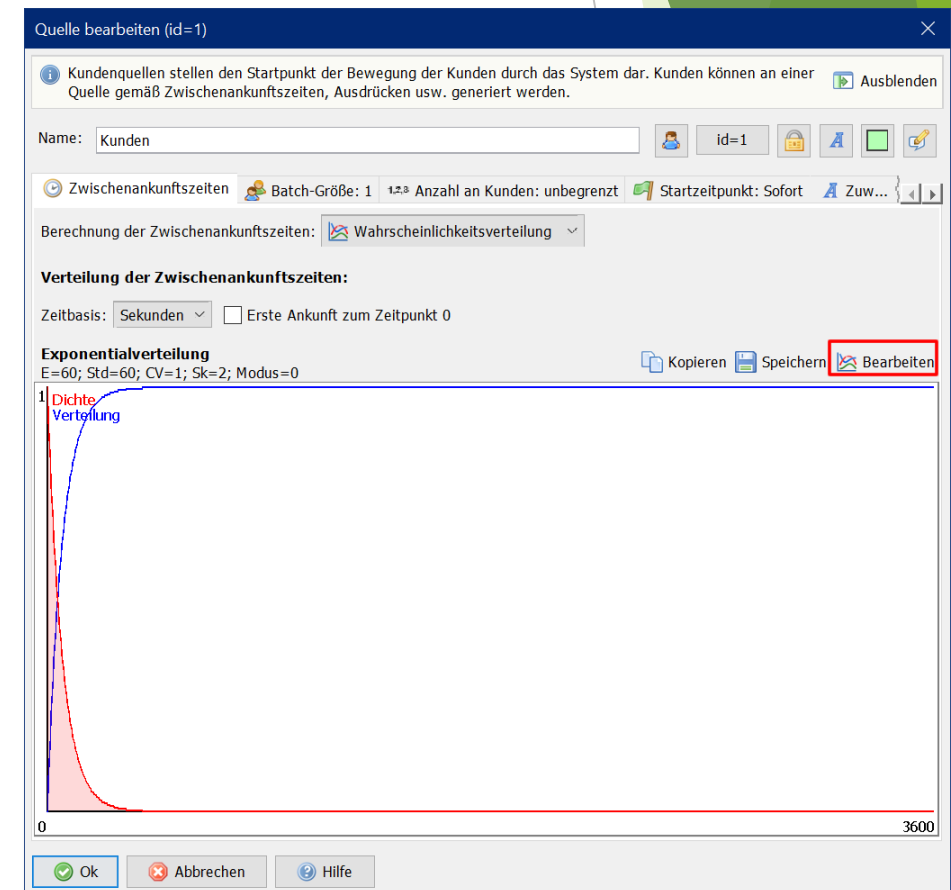 Quelle bearbeiten (id=1)
Kundenquellen stellen den Startpunkt der Bewegung der Kunden durch das System dar. Kunden können an einer
Quelle gemäß Zwischenankunftszeiten, Ausdrücken usw. generiert werden.
Ausblenden
Name: Kunden id=1 A
Zwischenankunftszeiten Batch-Größe: 1 1,2,3 Anzahl an Kunden: unbegrenzt Startzeitpunkt: Sofort A Zuw...
Berechnung der Zwischenankunftszeiten: Wahrscheinlichkeitsverteilung
Verteilung der Zwischenankunftszeiten:
Zeitbasis: Sekunden Erste Ankunft zum Zeitpunkt 0
Exponentialverteilung
E=60; Std=60; CV=1; Sk=2; Modus=0
Kopieren Speichern Bearbeiten
1 Dichte
Verteilung
0 3600
Ok Abbrechen Hilfe